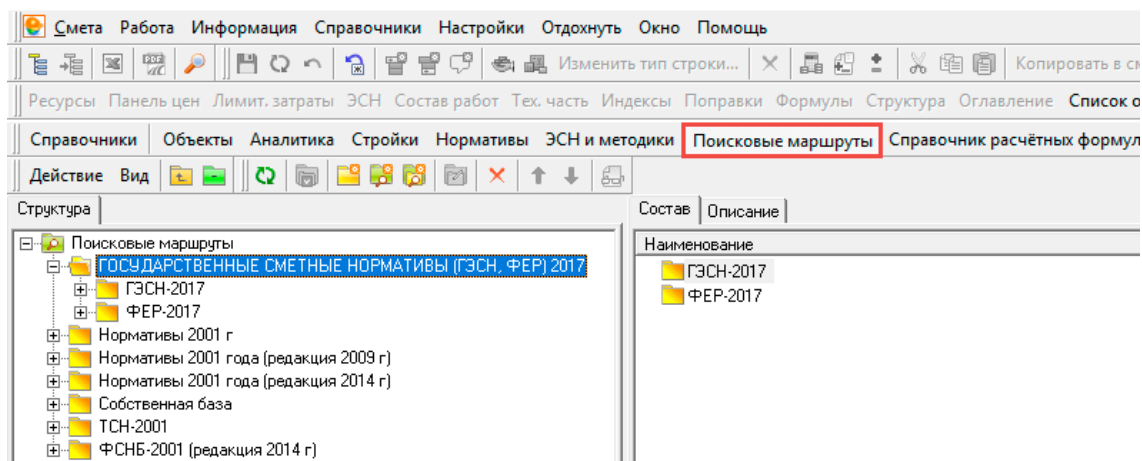 Смета Работа Информация Справочники Настройки Отдохнуть Окно Помощь
Изменить тип строки... Копировать в см
Ресурсы Панель цен Лимит. затраты ЭСН Состав работ Тех. часть Индексы Поправки Формулы Структура Оглавление Список о
Справочники Объекты Аналитика Стройки Нормативы ЭСН и методики Поисковые маршруты Справочник расчётных формул
Действие Вид
Структура
Состав Описание
Поисковые маршруты
Наименование
ГОСУДАРСТВЕННЫЕ СМЕТНЫЕ НОРМАТИВЫ (ГЭСН, ФЕР) 2017
ГЭСН-2017
ГЭСН-2017
ФЕР-2017
ФЕР-2017
Нормативы 2001 г
Нормативы 2001 года (редакция 2009 г)
Нормативы 2001 года (редакция 2014 г)
Собственная база
ТСН-2001
ФСНБ-2001 (редакция 2014 г)